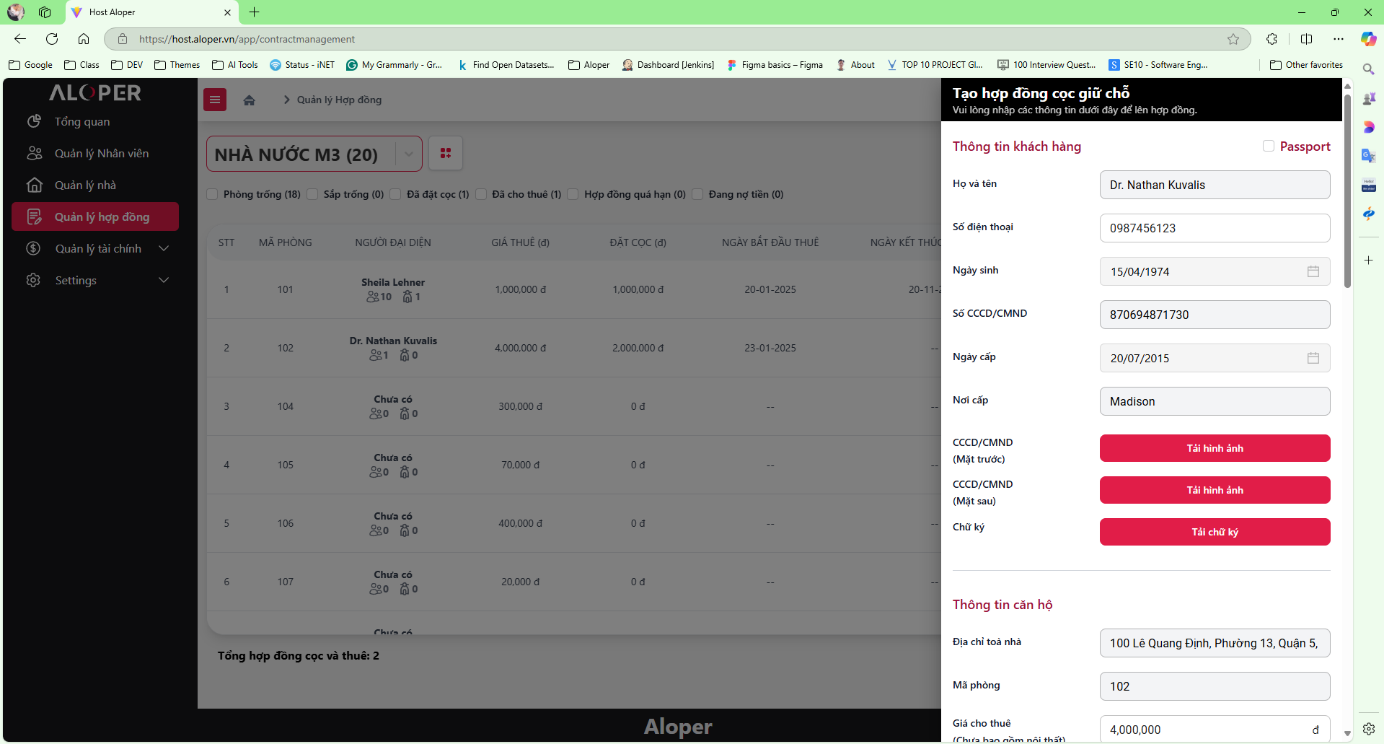 Host Aloper
https://host.aloper.vn/app/contractmanagement
Google
Class
DEV
Themes
AI Tools
Status - iNET
My Grammarly - Gr...
Find Open Datasets...
Aloper
Dashboard [Jenkins]
Figma basics – Figma
About
TOP 10 PROJECT GI...
100 Interview Quest...
SE10 - Software Eng...
Other favorites
ALOPER
Tổng quan
Quản lý Nhân viên
Quản lý nhà
Quản lý hợp đồng
Quản lý tài chính
Settings
Quản lý Hợp đồng
NHÀ NƯỚC M3 (20)
Phòng trống (18)
Sắp trống (0)
Đã đặt cọc (1)
Đã cho thuê (1)
Hợp đồng quá hạn (0)
Đang nợ tiền (0)
STT MÃ PHÒNG NGƯỜI ĐẠI DIỆN GIÁ THUÊ (đ) ĐẶT CỌC (đ) NGÀY BẮT ĐẦU THUÊ NGÀY KẾT THÚC
1 101 Sheila Lehner 1,000,000 đ 1,000,000 đ 20-01-2025 20-11-2
10 1
2 102 Dr. Nathan Kuvalis 4,000,000 đ 2,000,000 đ 23-01-2025 --
1 0
3 104 Chưa có 300,000 đ 0 đ -- --
0 0
4 105 Chưa có 70,000 đ 0 đ -- --
0 0
5 106 Chưa có 400,000 đ 0 đ -- --
0 0
6 107 Chưa có 20,000 đ 0 đ -- --
0 0
Chưa có
Tổng hợp đồng cọc và thuê: 2
Aloper
Tạo hợp đồng cọc giữ chỗ
Vui lòng nhập các thông tin dưới đây để lên hợp đồng.
Thông tin khách hàng
Passport
Họ và tên
Dr. Nathan Kuvalis
Số điện thoại
0987456123
Ngày sinh
15/04/1974
Số CCCD/CMND
870694871730
Ngày cấp
20/07/2015
Nơi cấp
Madison
CCCD/CMND
(Mặt trước)
Tải hình ảnh
CCCD/CMND
(Mặt sau)
Tải hình ảnh
Chữ ký
Tải chữ ký
Thông tin căn hộ
Địa chỉ toà nhà
100 Lê Quang Định, Phường 13, Quận 5,
Mã phòng
102
Giá cho thuê
(Chưa bao gồm nội thất)
4,000,000 đ